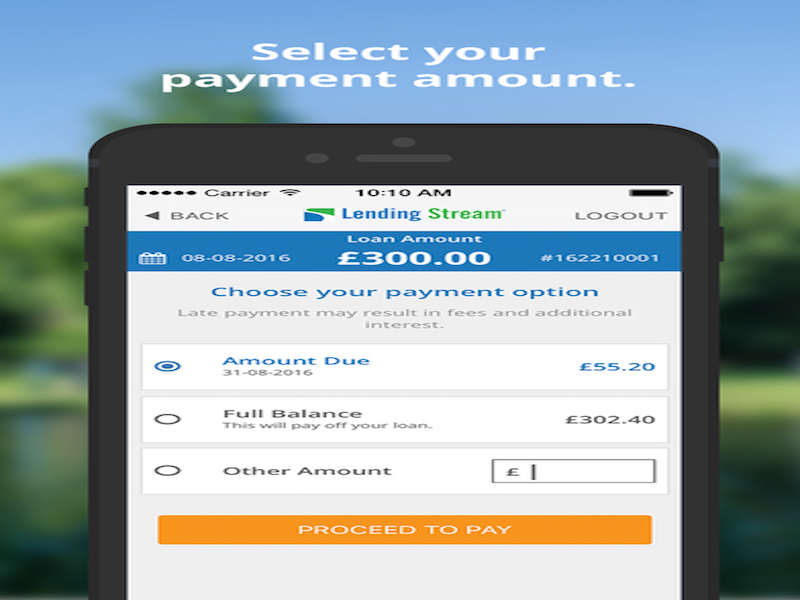 Select your
payment amount.
Carrier 10:10 AM
◀ BACK Lending Stream LOGOUT
Loan Amount
08-08-2016 £300.00 #162210001
Choose your payment option
Late payment may result in fees and additional
interest.
Amount Due £55.20
31-08-2016
Full Balance £302.40
This will pay off your loan.
Other Amount £
PROCEED TO PAY